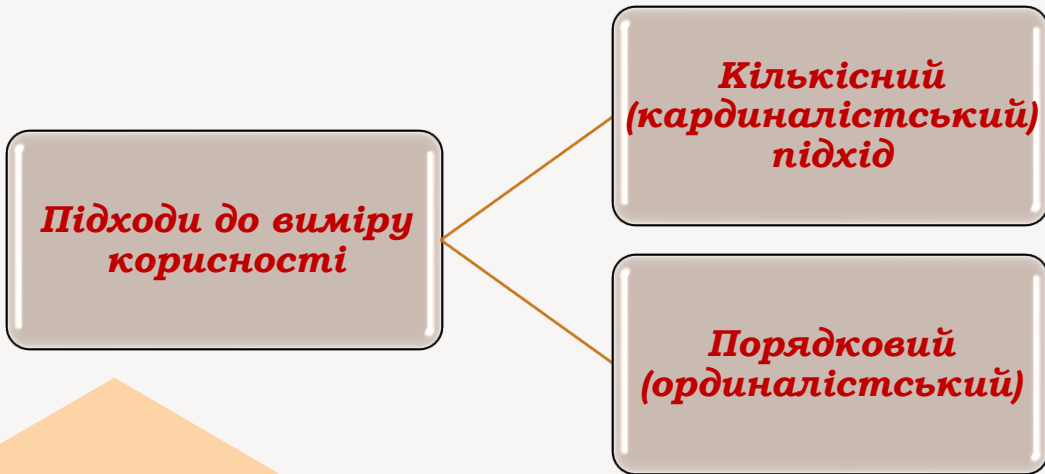 Підходи до виміру
корисності
Кількісний
(кардиналістський)
підхід
Порядковий
(ординалістський)